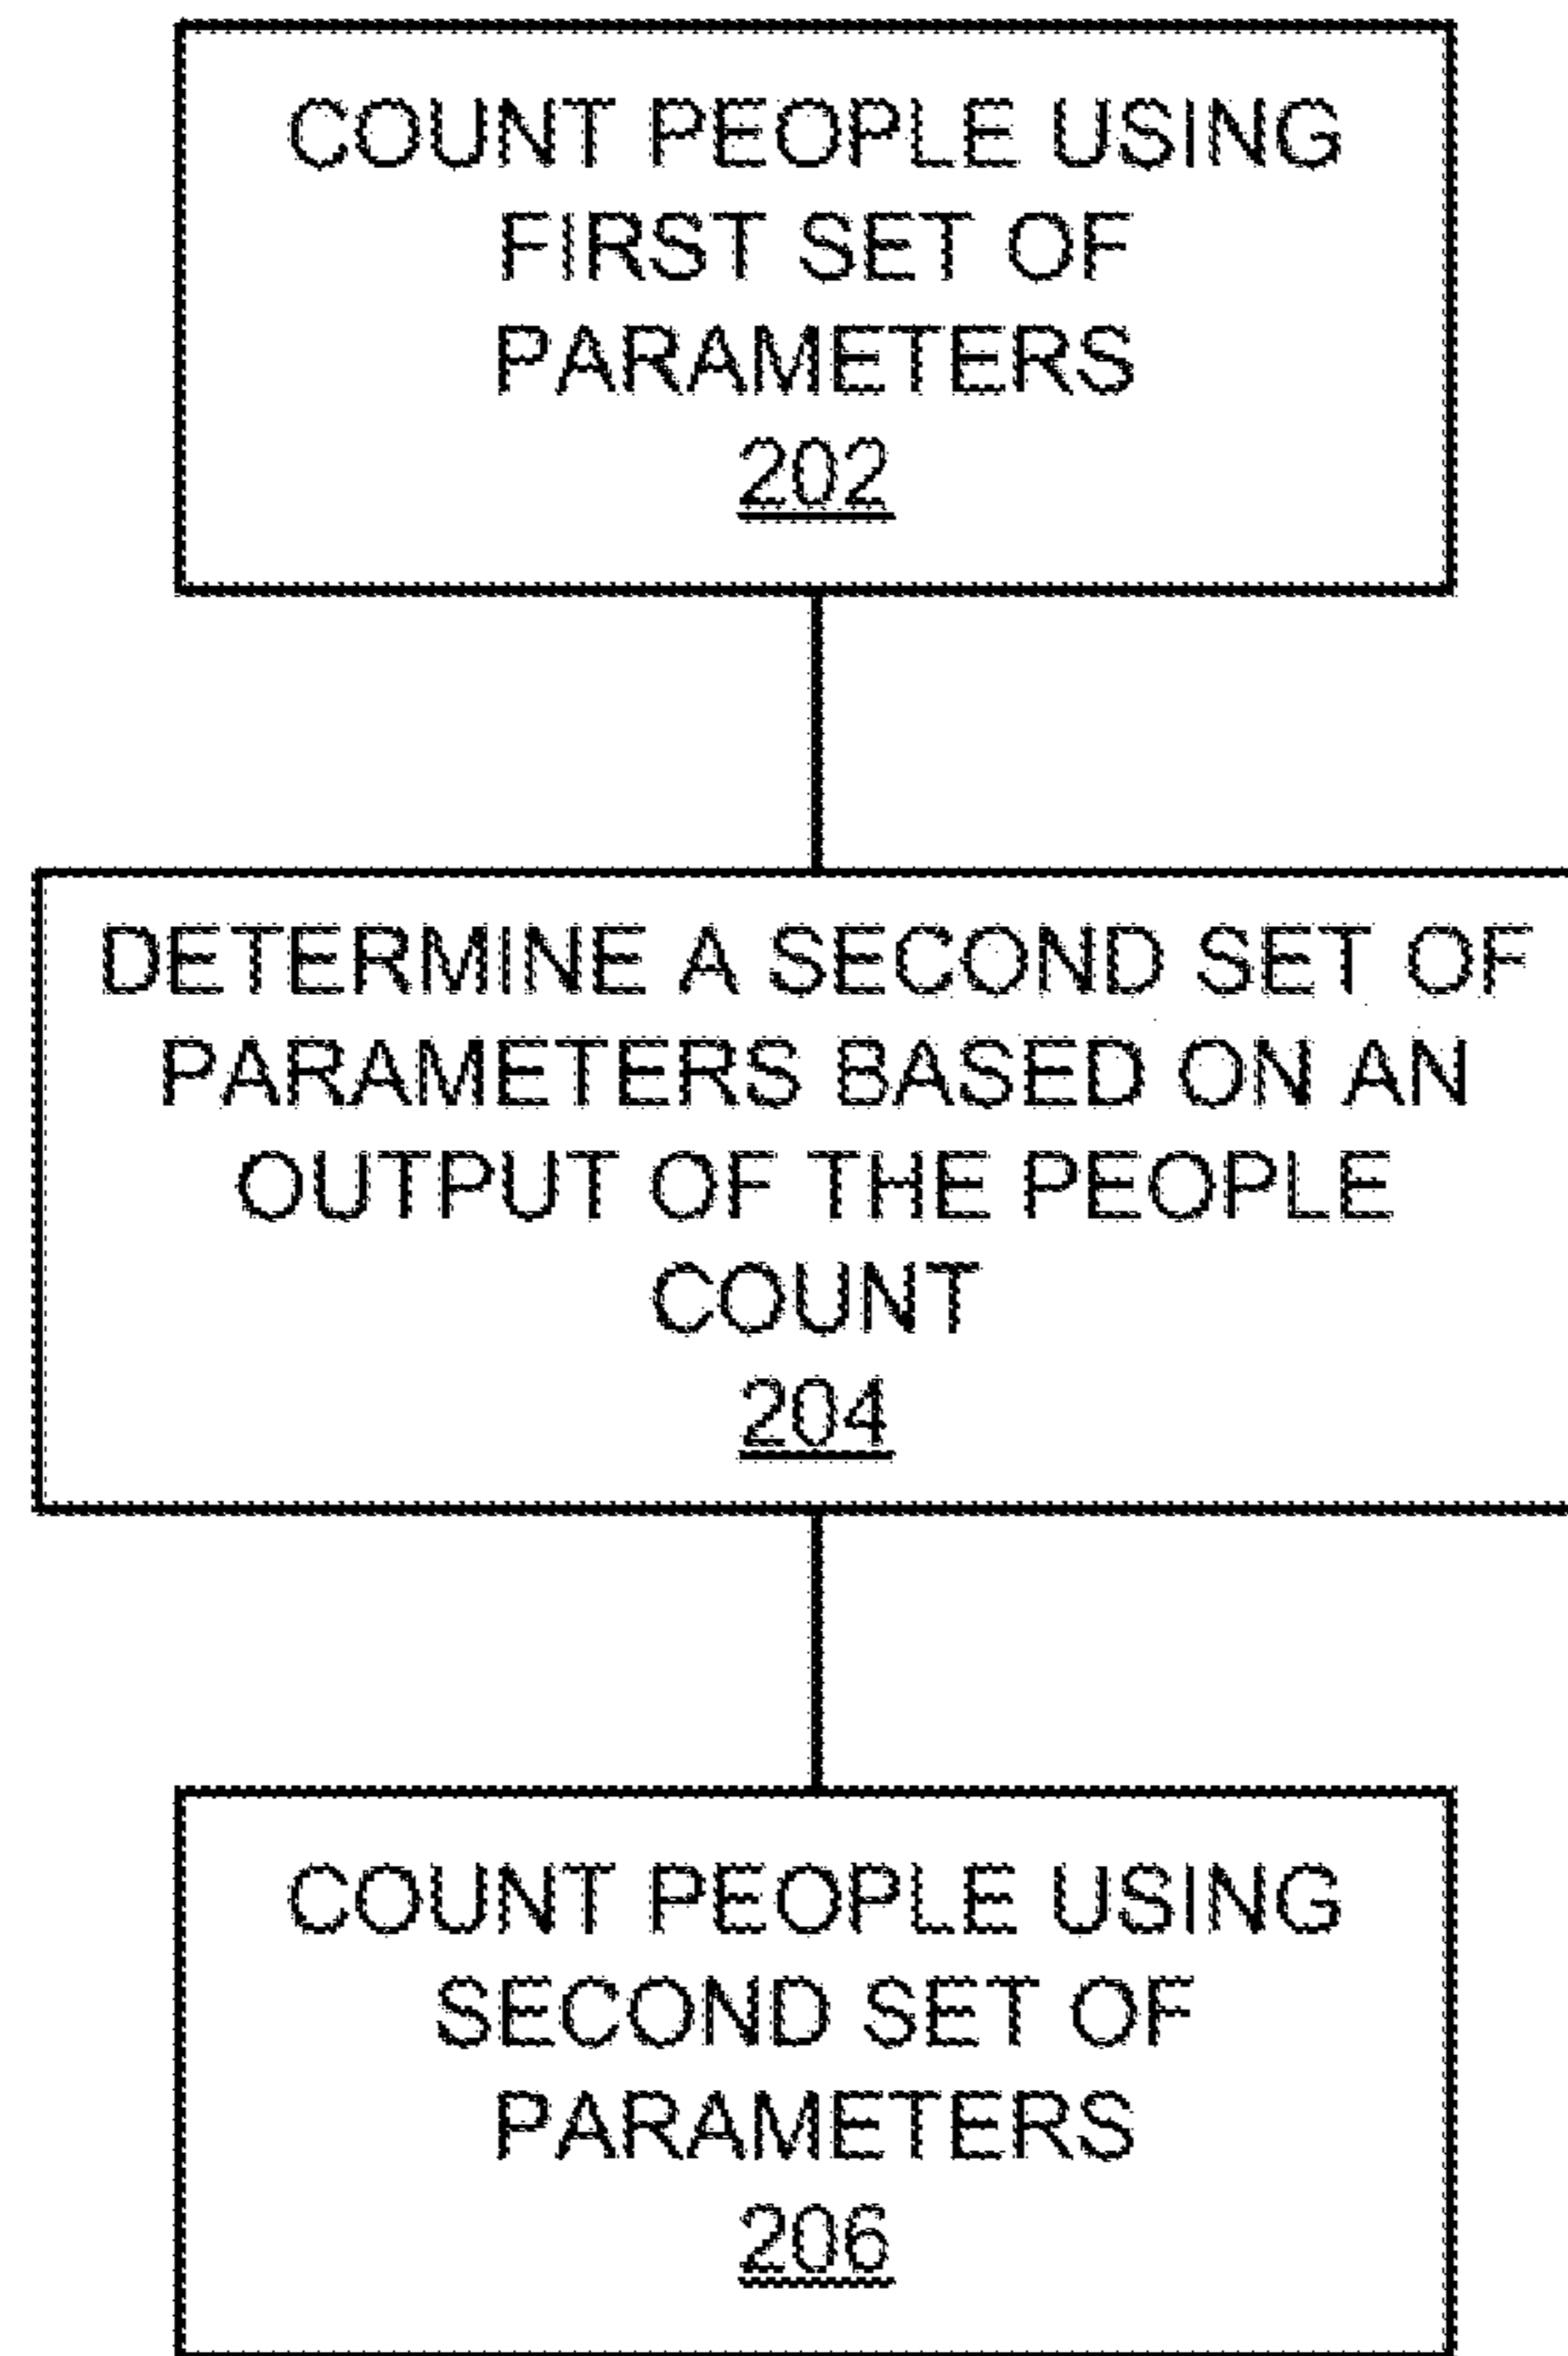 COUNT PEOPLE USING
FIRST SET OF
PARAMETERS
202
DETERMINE A SECOND SET OF
PARAMETERS BASED ON AN
OUTPUT OF THE PEOPLE
COUNT
204
COUNT PEOPLE USING
SECOND SET OF
PARAMETERS
206